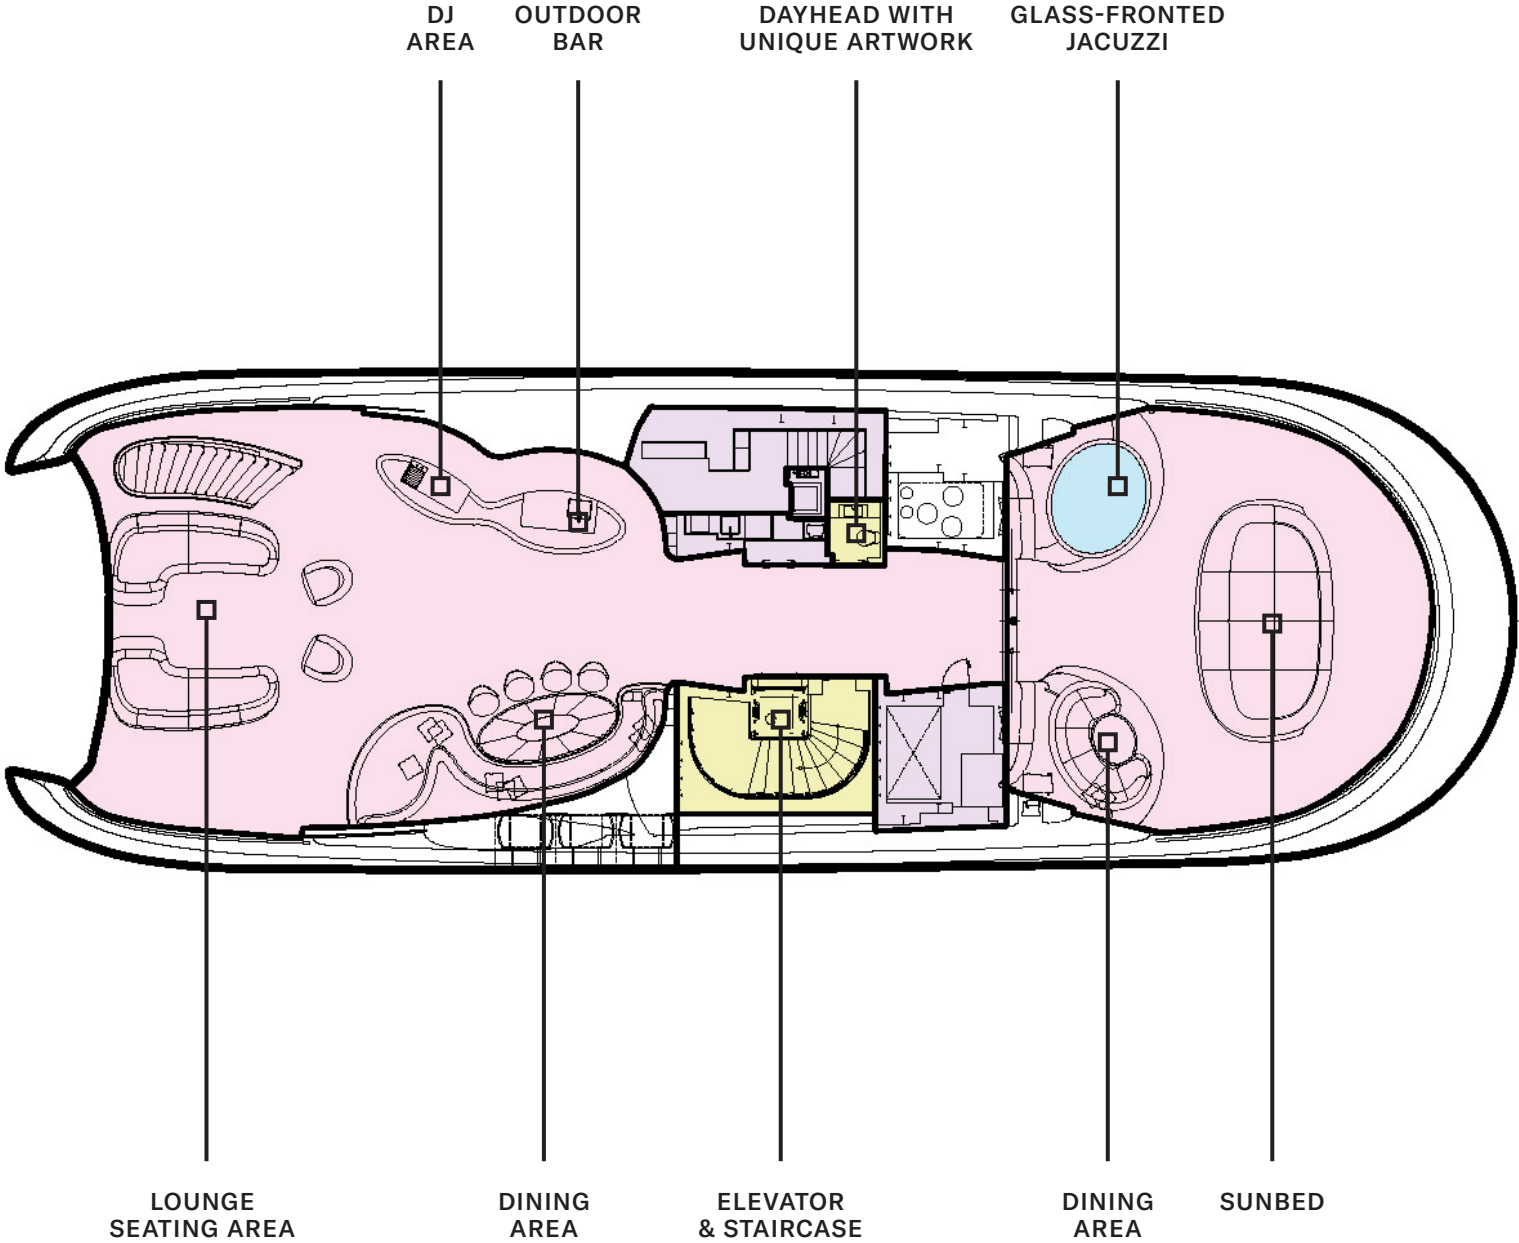 DJ
AREA
OUTDOOR
BAR
DAYHEAD WITH
UNIQUE ARTWORK
GLASS-FRONTED
JACUZZI
LOUNGE
SEATING AREA
DINING
AREA
ELEVATOR
& STAIRCASE
DINING
AREA
SUNBED